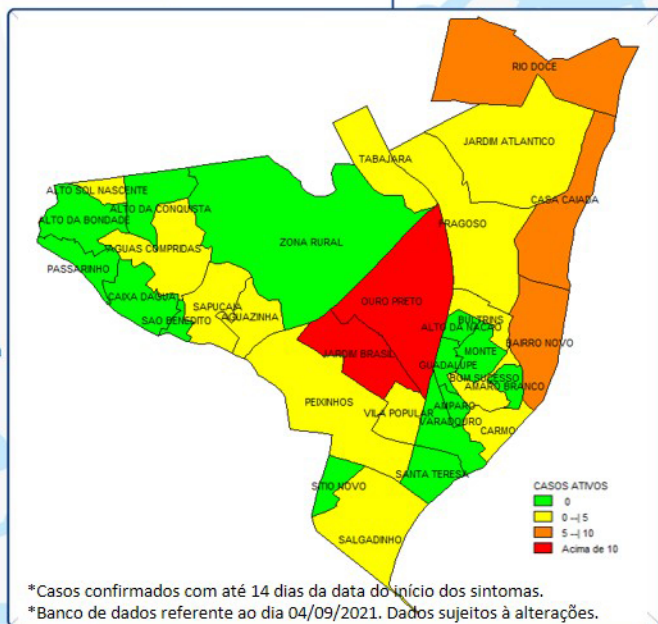 RIO DOCE
JARDIM ATLANTICO
TABAJARA
ALTO SOL NASCENTE
CASA CAIADA
ALTO DA CONQUISTA
ALTO DA BONDADE
FRAGOSO
ZONA RURAL
AGUAS COMPRIDAS
PASSARINHO
CAIXA DAGUA
OURO PRETO
SAPUCAIA
AGUAZINHA
SAO BENEDITO
BULTRINS
ALTO DA NACAO
BAIRRO NOVO
JARDIM BRASIL
MONTE
GUADALUPE
BOM SUCESSO
AMARO BRANCO
PEIXINHOS
AMPARO
VILA POPULAR
VARADOURO
CARMO
SANTA TERESA
SITIO NOVO
SALGADINHO
CASOS ATIVOS
0
0 --| 5
5 --| 10
Acima de 10
*Casos confirmados com até 14 dias da data do início dos sintomas.
*Banco de dados referente ao dia 04/09/2021. Dados sujeitos à alterações.